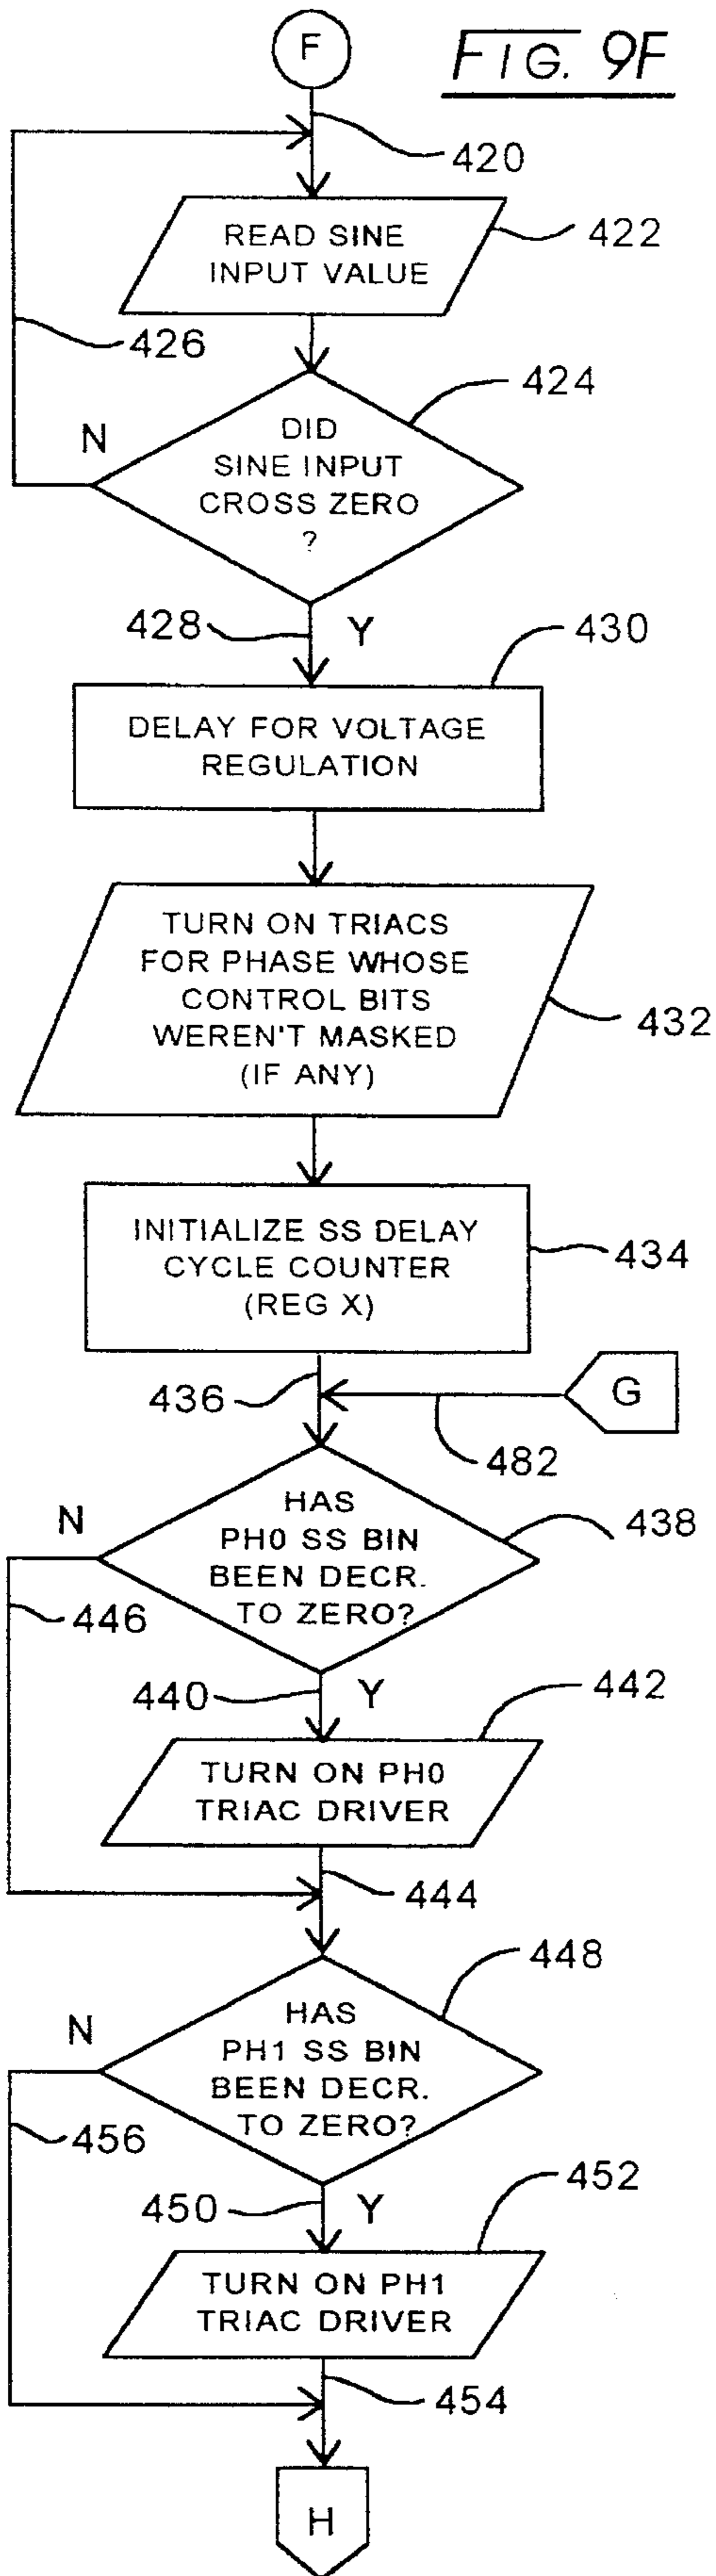 F
FIG. 9F
420
READ SINE
INPUT VALUE
422
426
424
N
DID
SINE INPUT
CROSS ZERO
?
428
Y
430
DELAY FOR VOLTAGE
REGULATION
TURN ON TRIACS
FOR PHASE WHOSE
CONTROL BITS
WEREN'T MASKED
(IF ANY)
432
INITIALIZE SS DELAY
CYCLE COUNTER
(REG X)
434
436
G
482
N
HAS
PH0 SS BIN
BEEN DECR.
TO ZERO?
438
446
440
Y
442
TURN ON PH0
TRIAC DRIVER
444
448
N
HAS
PH1 SS BIN
BEEN DECR.
TO ZERO?
456
450
Y
452
TURN ON PH1
TRIAC DRIVER
454
H